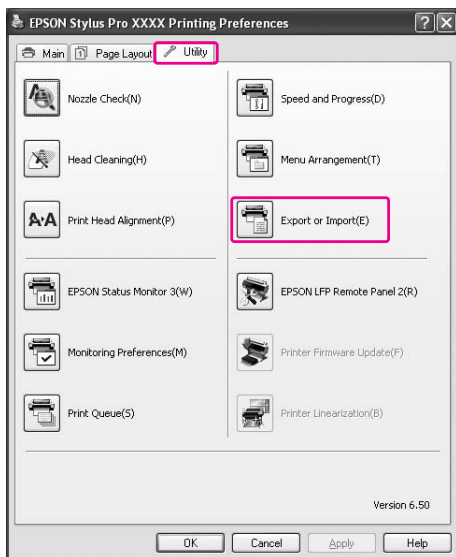 EPSON Stylus Pro XXXX Printing Preferences
Main Page Layout Utility
Nozzle Check(N)
Speed and Progress(D)
Head Cleaning(H)
Menu Arrangement(T)
Print Head Alignment(P)
Export or Import(E)
EPSON Status Monitor 3(W)
EPSON LFP Remote Panel 2(R)
Monitoring Preferences(M)
Printer Firmware Update(F)
Print Queue(S)
Printer Linearization(B)
Version 6.50
OK Cancel Apply Help